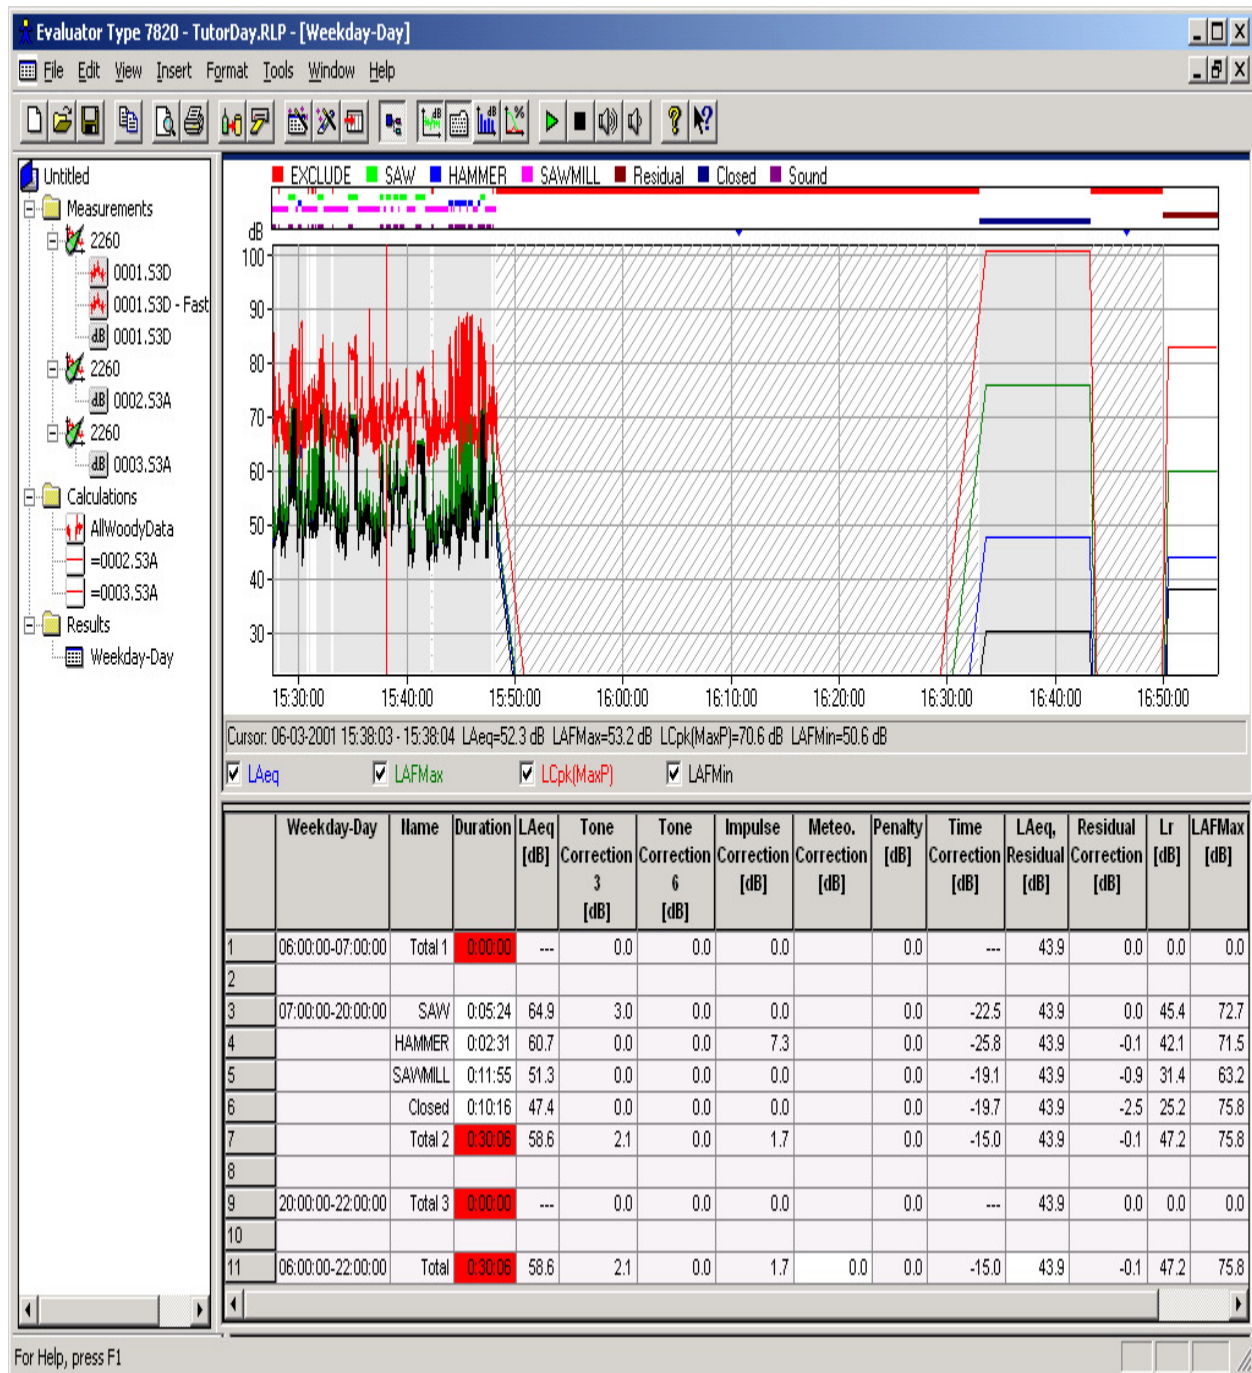 Evaluator Type 7820 - TutorDay.RLP - [Weekday-Day]
File Edit View Insert Format Tools Window Help
Untitled
Measurements
2260
0001.S3D
0001.S3D - Fast
0001.S3D
2260
0002.S3A
2260
0003.S3A
Calculations
AllWoodyData
=0002.S3A
=0003.S3A
Results
Weekday-Day
EXCLUDE SAW HAMMER SAWMILL Residual Closed Sound
dB
100
90
80
70
60
50
40
30
15:30:00 15:40:00 15:50:00 16:00:00 16:10:00 16:20:00 16:30:00 16:40:00 16:50:00
Cursor: 06-03-2001 15:38:03 - 15:38:04 LAeq=52.3 dB LAFMax=53.2 dB LCpk(MaxP)=70.6 dB LAFMin=50.6 dB
LAeq LAFMax LCpk(MaxP) LAFMin
Weekday-Day Name Duration LAeq Tone Tone Impulse Meteo. Penalty Time LAeq, Residual Lr LAFMax
[dB] Correction Correction Correction Correction [dB] Correction Residual Correction [dB] [dB]
3 6 [dB] [dB] [dB] [dB] [dB]
[dB] [dB]
1 06:00:00-07:00:00 Total 1 0:00:00 --- 0.0 0.0 0.0 0.0 --- 43.9 0.0 0.0 0.0
2
3 07:00:00-20:00:00 SAW 0:05:24 64.9 3.0 0.0 0.0 0.0 -22.5 43.9 0.0 45.4 72.7
4 HAMMER 0:02:31 60.7 0.0 0.0 7.3 0.0 -25.8 43.9 -0.1 42.1 71.5
5 SAWMILL 0:11:55 51.3 0.0 0.0 0.0 0.0 -19.1 43.9 -0.9 31.4 63.2
6 Closed 0:10:16 47.4 0.0 0.0 0.0 0.0 -19.7 43.9 -2.5 25.2 75.8
7 Total 2 0:30:06 58.6 2.1 0.0 1.7 0.0 -15.0 43.9 -0.1 47.2 75.8
8
9 20:00:00-22:00:00 Total 3 0:00:00 --- 0.0 0.0 0.0 0.0 --- 43.9 0.0 0.0 0.0
10
11 06:00:00-22:00:00 Total 0:30:06 58.6 2.1 0.0 1.7 0.0 0.0 -15.0 43.9 -0.1 47.2 75.8
For Help, press F1